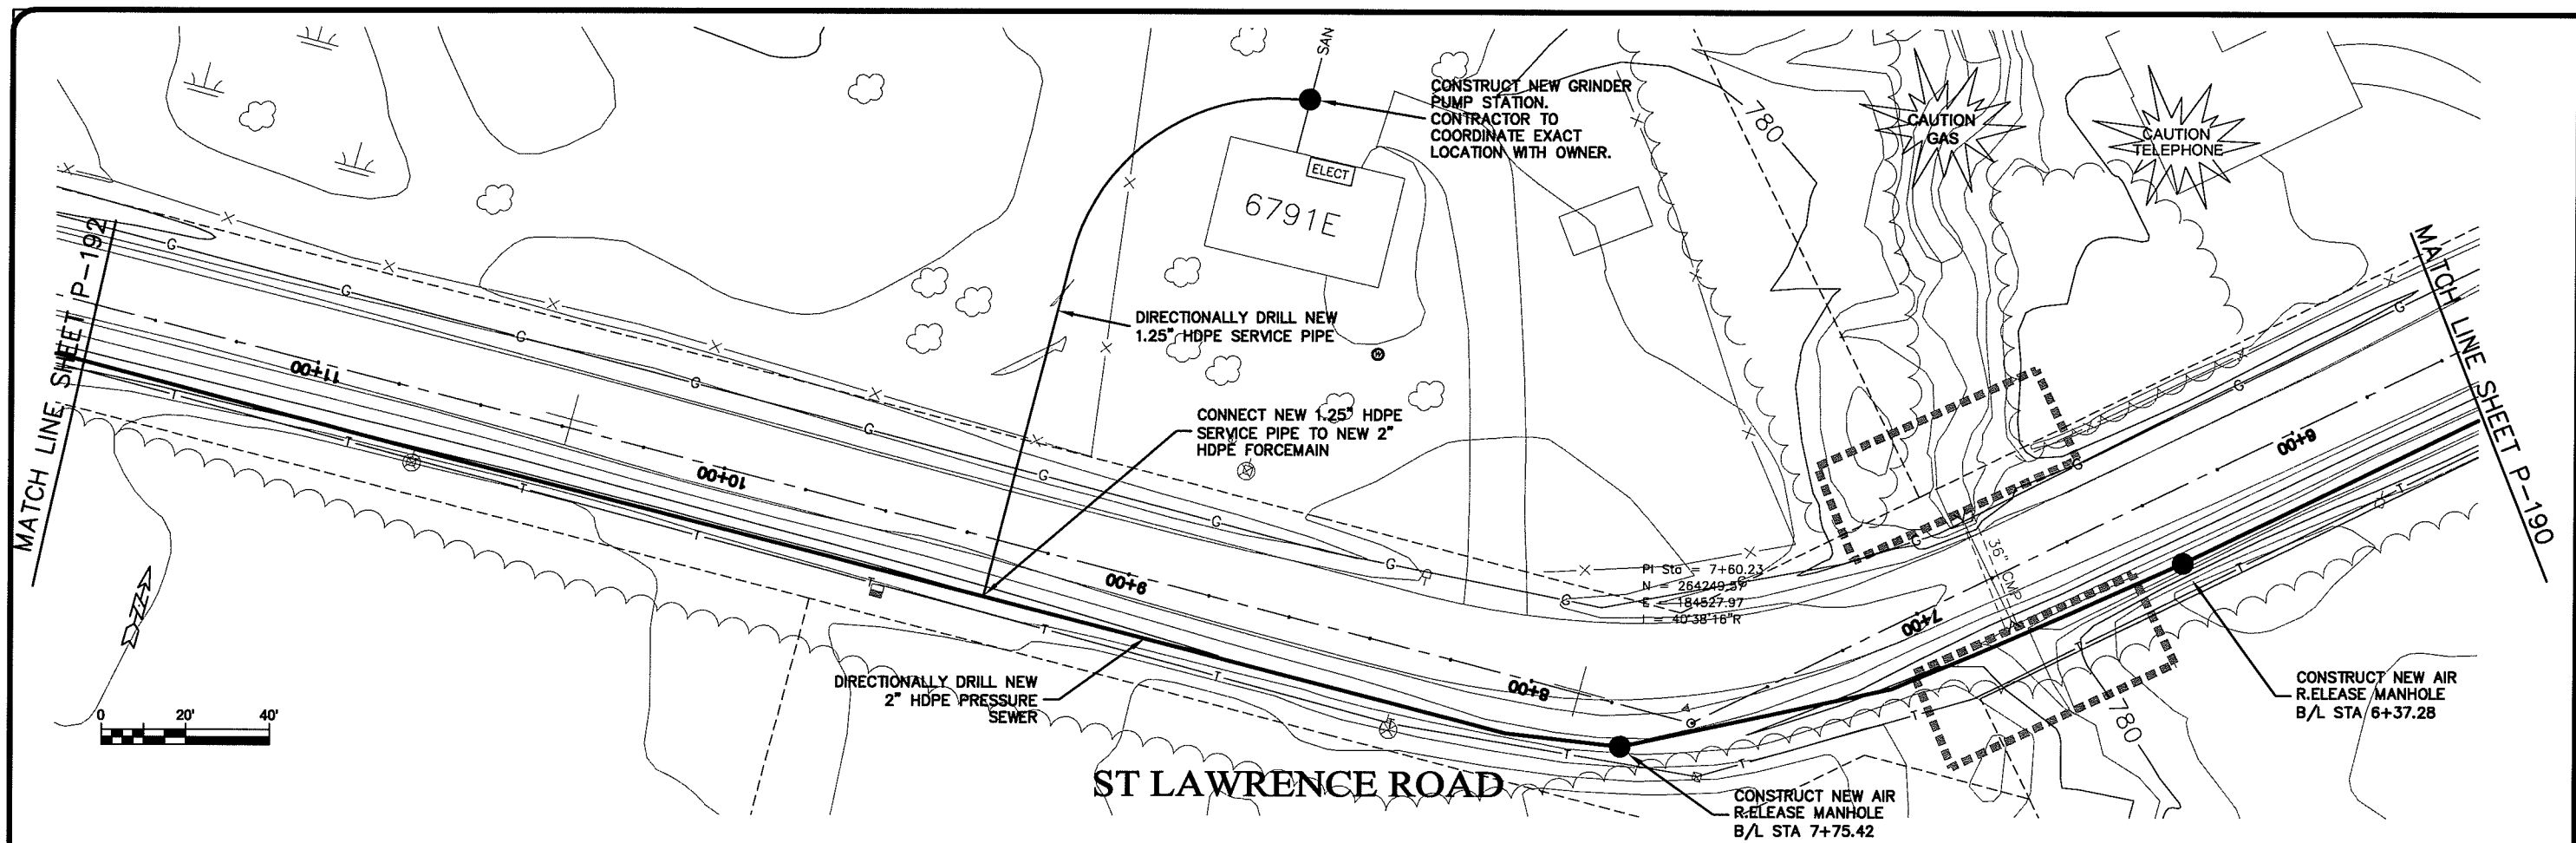 SAN
CONSTRUCT NEW GRINDER
PUMP STATION.
CONTRACTOR TO
COORDINATE EXACT
LOCATION WITH OWNER.
780
CAUTION
GAS
CAUTION
TELEPHONE
ELECT
6791E
MATCH LINE SHEET P-192
MATCH LINE SHEET P-190
DIRECTIONALLY DRILL NEW
1.25" HDPE SERVICE PIPE
CONNECT NEW 1.25" HDPE
SERVICE PIPE TO NEW 2"
HDPE FORCEMAIN
11+00
10+00
9+00
8+00
7+00
6+00
PI Sta = 7+60.23
N = 264249.57
E = 184527.97
I = 40°38'16"R
36" CMP
DIRECTIONALLY DRILL NEW
2" HDPE PRESSURE
SEWER
0 20' 40'
780
CONSTRUCT NEW AIR
R.ELEASE MANHOLE
B/L STA 6+37.28
ST LAWRENCE ROAD
CONSTRUCT NEW AIR
R.ELEASE MANHOLE
B/L STA 7+75.42